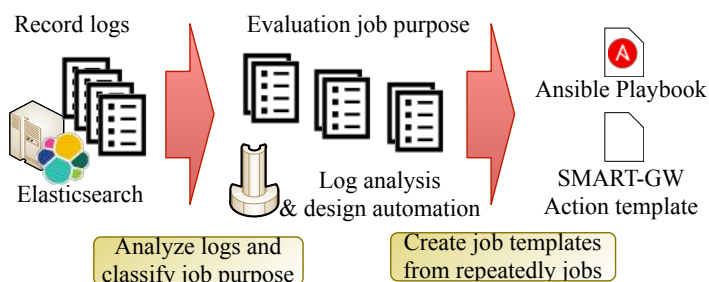 Record logs
Evaluation job purpose
Ansible Playbook
Elasticsearch
Log analysis
& design automation
SMART-GW
Action template
Analyze logs and
classify job purpose
Create job templates
from repeatedly jobs